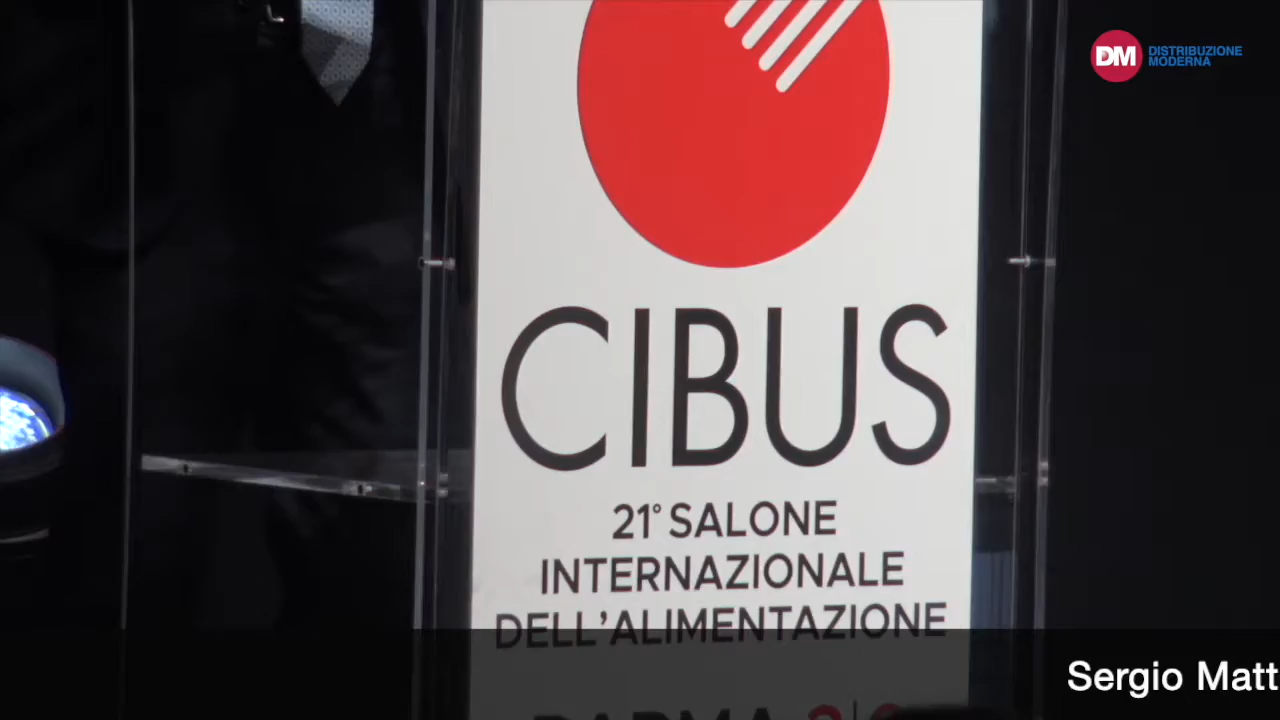 DM DISTRIBUZIONE
MODERNA
CIBUS
21° SALONE
INTERNAZIONALE
DELL'ALIMENTAZIONE
Sergio Matt